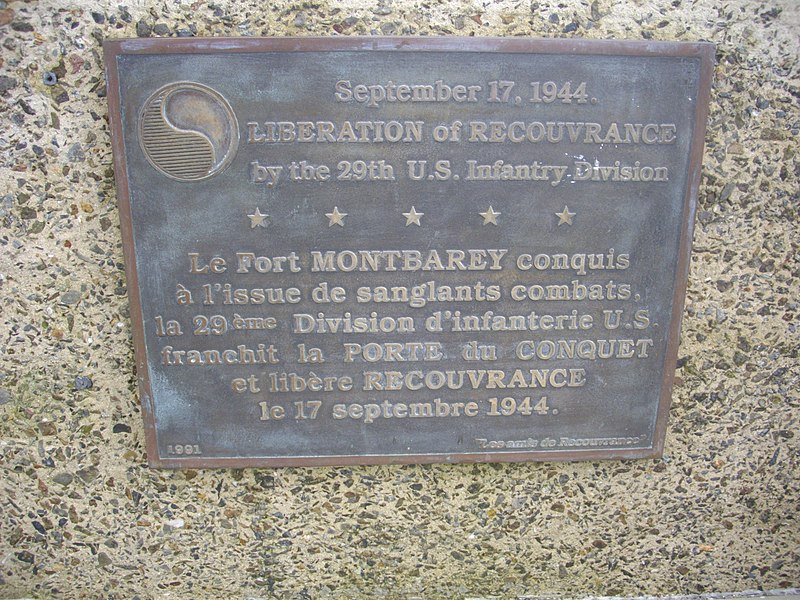 September 17, 1944.
LIBERATION of RECOUVRANCE
by the 29th U.S. Infantry Division
Le Fort MONTBAREY conquis
à l'issue de sanglants combats,
la 29ème Division d'infanterie U.S.
franchit la PORTE du CONQUET
et libère RECOUVRANCE
le 17 septembre 1944.
1991 "Les amis de Recouvrance"